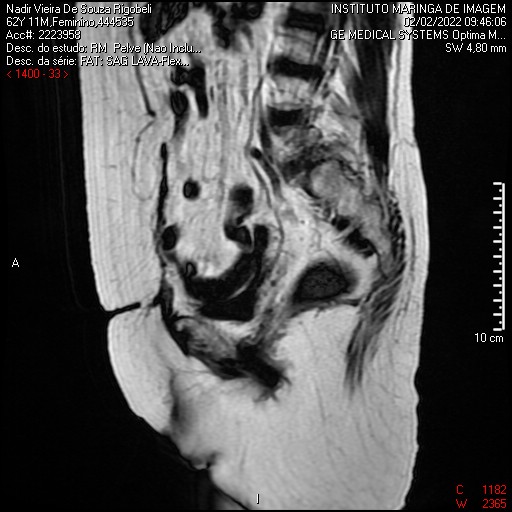 Nadir Vieira De Souza Rigobeli
62Y 11M,Feminino,444535
Acc#: 2223953
Desc. do estudo: RM Pelve (Nao Inclu...
Desc. da série: FAT: SAG LAVA-Flex...
< 1400 - 33 >
INSTITUTO MARINGA DE IMAGEM
02/02/2022 09:46:06
GE MEDICAL SYSTEMS Optima M...
SW 4,80 mm
A
10 cm
I
C 1182
W 2365